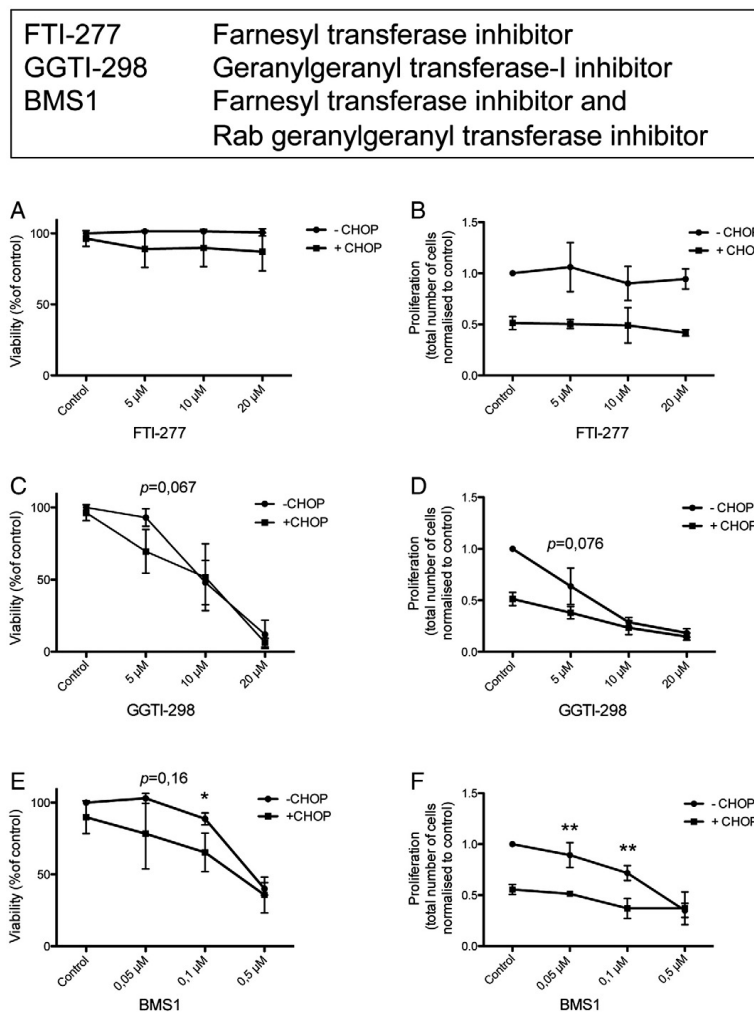 FTI-277 Farnesyl transferase inhibitor
GGTI-298 Geranylgeranyl transferase-I inhibitor
BMS1 Farnesyl transferase inhibitor and
Rab geranylgeranyl transferase inhibitor
A
Viability (%of control)
100
50
0
- CHOP
+ CHOP
Control
5 µM
10 µM
20 µM
FTI-277
B
Proliferation
(total number of cells
normalised to control)
1.5
1.0
0.5
0.0
- CHOP
+ CHOP
Control
5 µM
10 µM
20 µM
FTI-277
C
p=0,067
Viability (%of control)
100
50
0
-CHOP
+CHOP
Control
5 µM
10 µM
20 µM
GGTI-298
D
p=0,076
Proliferation
(total number of cells
normalised to control)
1.5
1.0
0.5
0.0
- CHOP
+ CHOP
Control
5 µM
10 µM
20 µM
GGTI-298
E
p=0,16
*
Viability (%of control)
100
50
0
-CHOP
+CHOP
Control
0,05 µM
0,1 µM
0,5 µM
BMS1
F
**
**
Proliferation
(total number of cells
normalised to control)
1.5
1.0
0.5
0.0
- CHOP
+ CHOP
Control
0,05 µM
0,1 µM
0,5 µM
BMS1